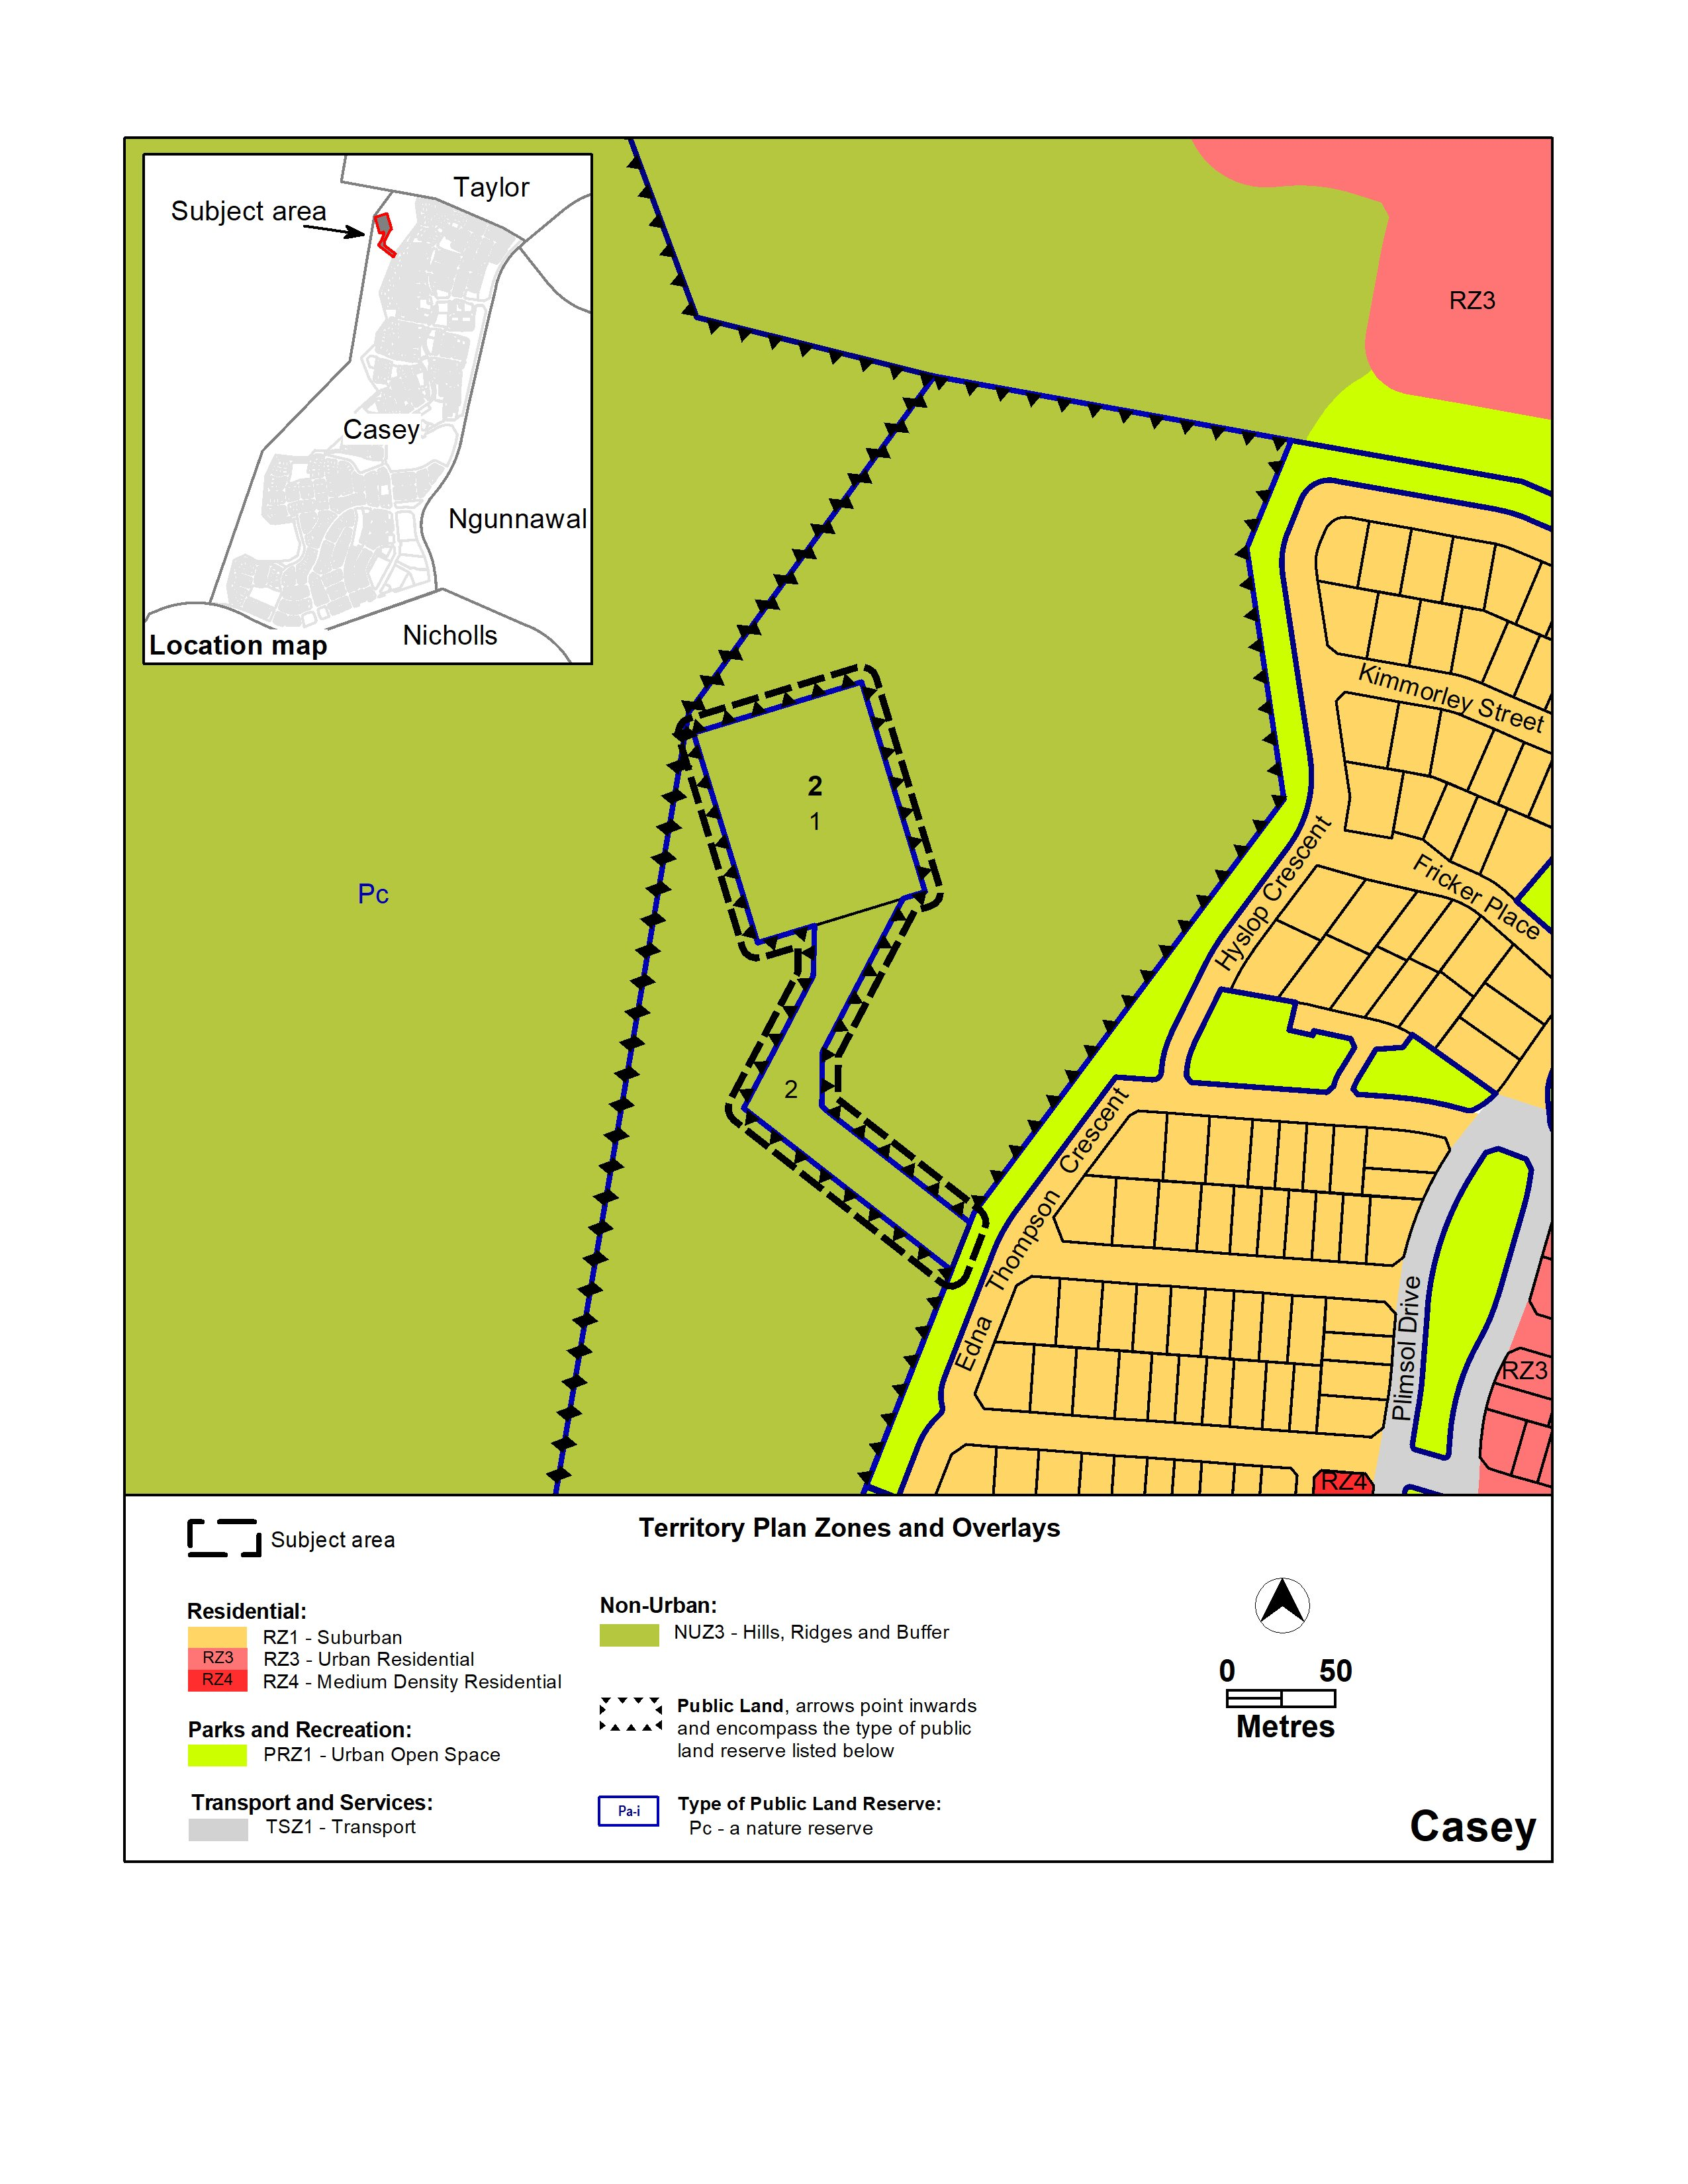 Taylor
Subject area
Casey
Ngunnawal
Nicholls
Location map
RZ3
Pc
2
1
2
Kimmorley Street
Fricker Place
Hyslop Crescent
Edna Thompson Crescent
Plimsol Drive
RZ3
RZ4
Territory Plan Zones and Overlays
Subject area
Residential:
RZ1 - Suburban
RZ3 RZ3 - Urban Residential
RZ4 RZ4 - Medium Density Residential
Parks and Recreation:
PRZ1 - Urban Open Space
Transport and Services:
TSZ1 - Transport
Non-Urban:
NUZ3 - Hills, Ridges and Buffer
Public Land, arrows point inwards
and encompass the type of public
land reserve listed below
Pa-i Type of Public Land Reserve:
Pc - a nature reserve
0 50
Metres
Casey